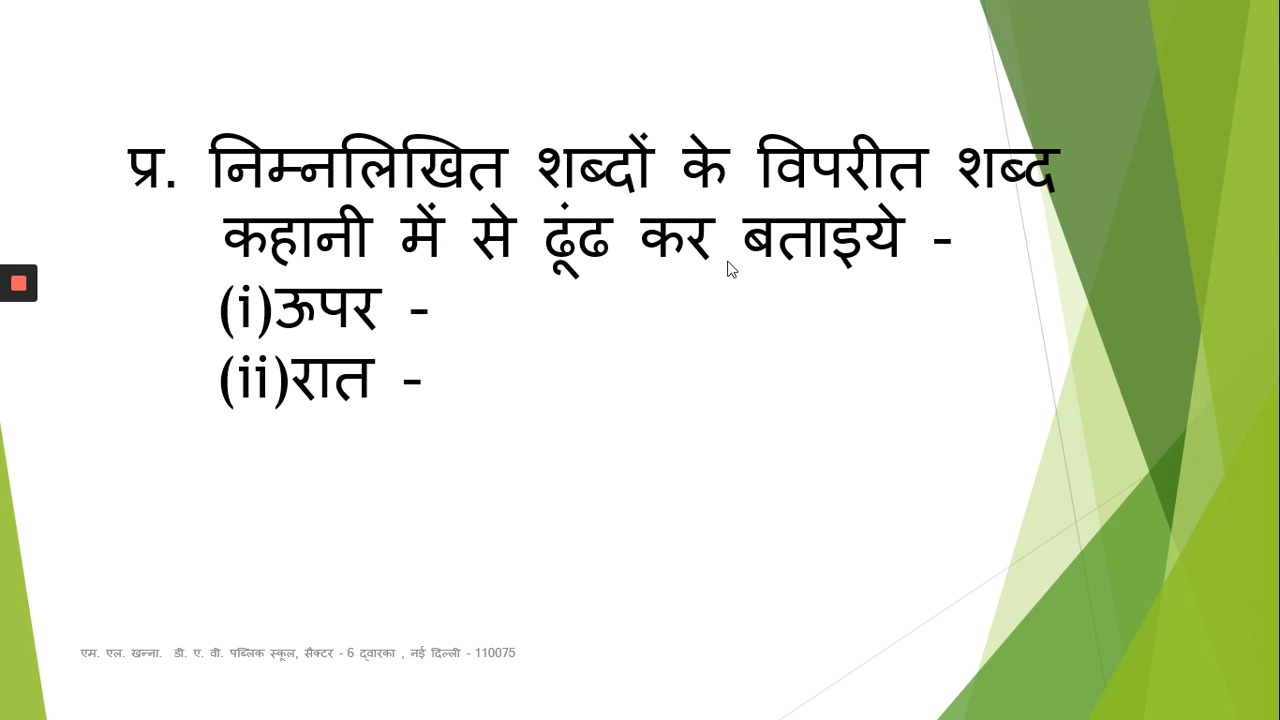 प्र. निम्नलिखित शब्दों के विपरीत शब्द
कहानी में से ढूंढ कर बताइये -
(i)ऊपर -
(ii)रात -
एम. एल. खन्ना. डी. ए. वी. पब्लिक स्कूल, सैक्टर - 6 द्वारका , नई दिल्ली - 110075